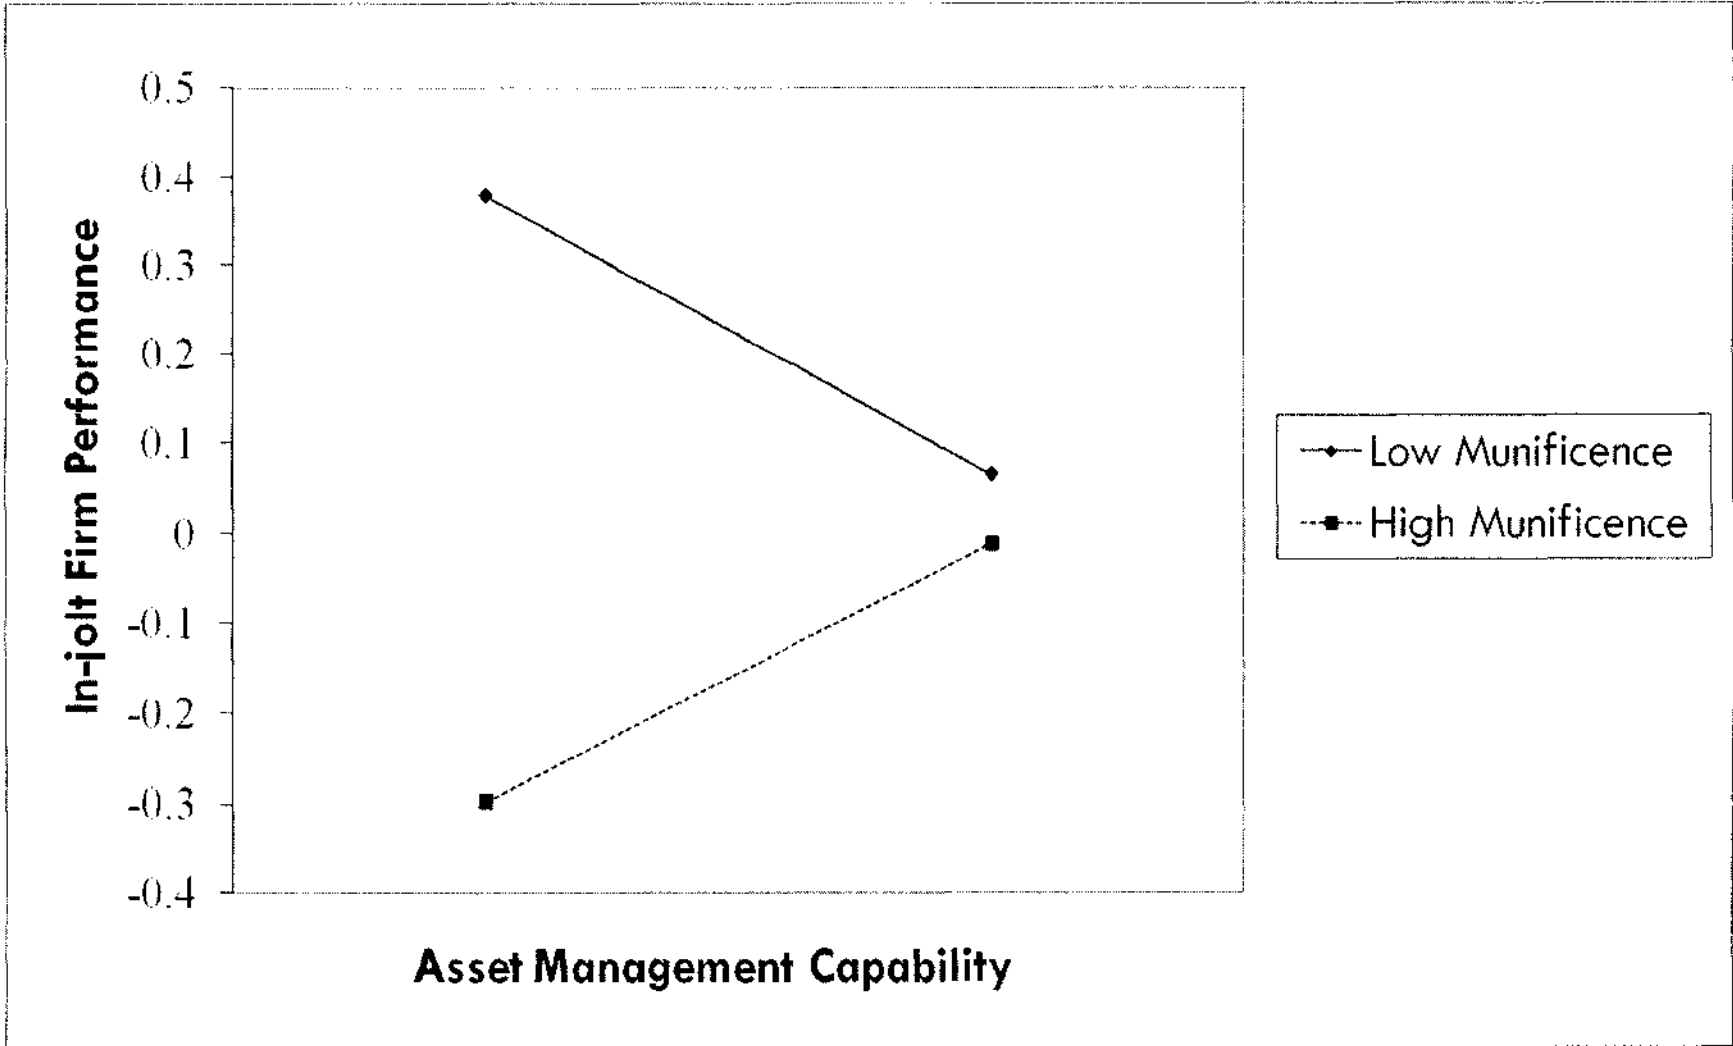 In-jolt Firm Performance
0.5
0.4
0.3
0.2
0.1
0
-0.1
-0.2
-0.3
-0.4
Asset Management Capability
Low Munificence
High Munificence